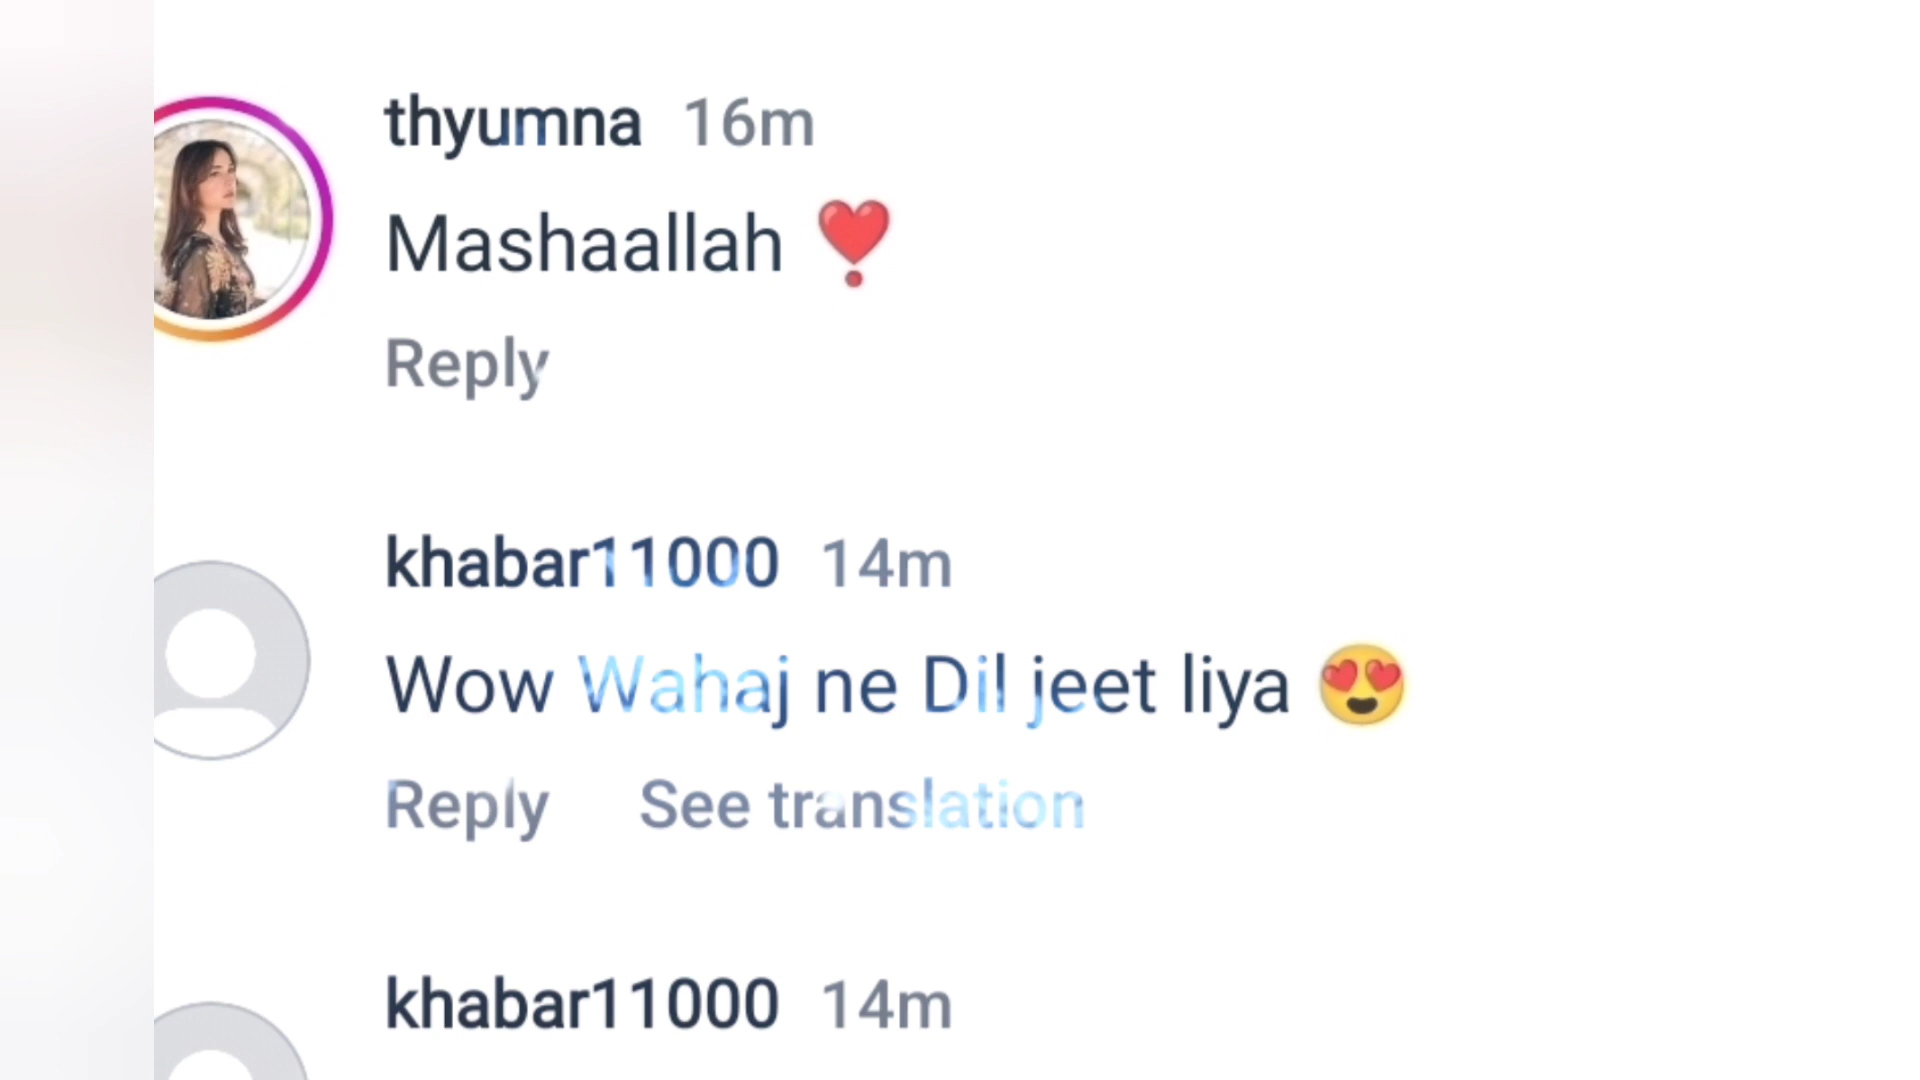 thyumna 16m
Mashaallah ❣️
Reply
khabar11000 14m
Wow Wahaj ne Dil jeet liya 😍
Reply See translation
khabar11000 14m